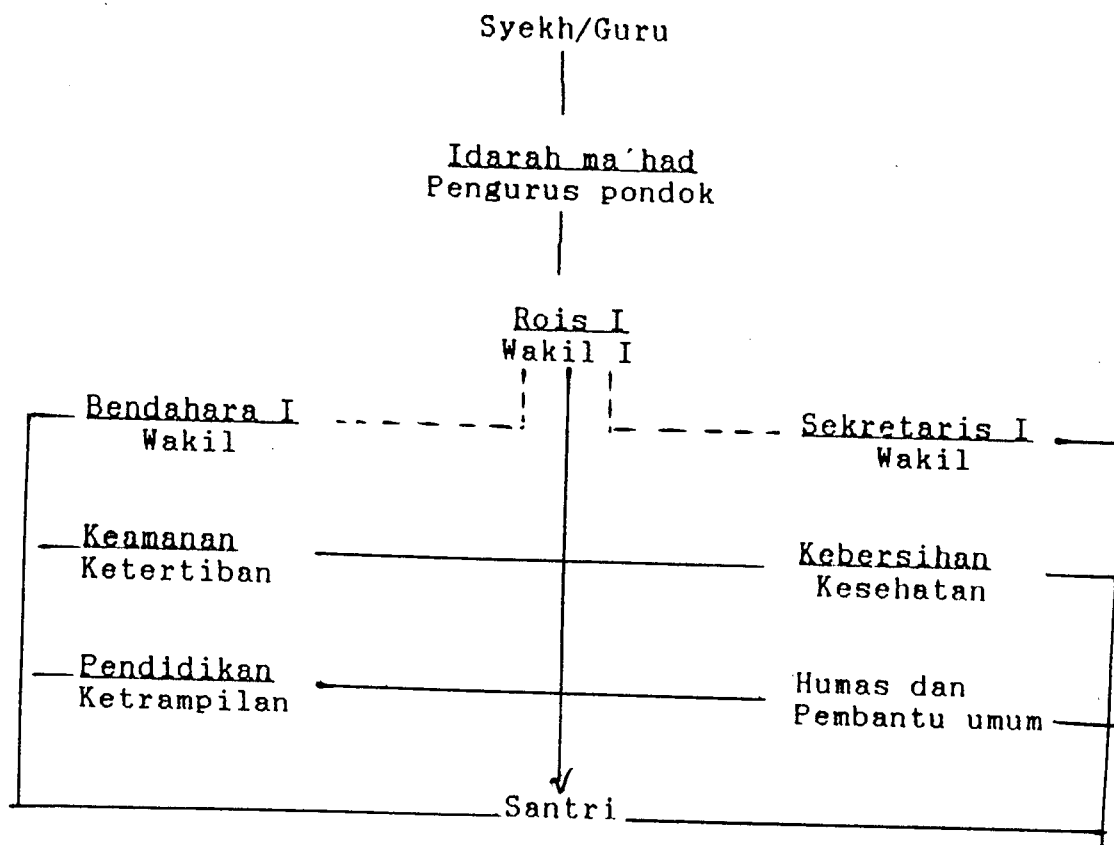 Syekh/Guru
Idarah ma´had
Pengurus pondok
Rois I
Wakil I
Bendahara I
Wakil
Sekretaris I
Wakil
Keamanan
Ketertiban
Kebersihan
Kesehatan
Pendidikan
Ketrampilan
Humas dan
Pembantu umum
Santri